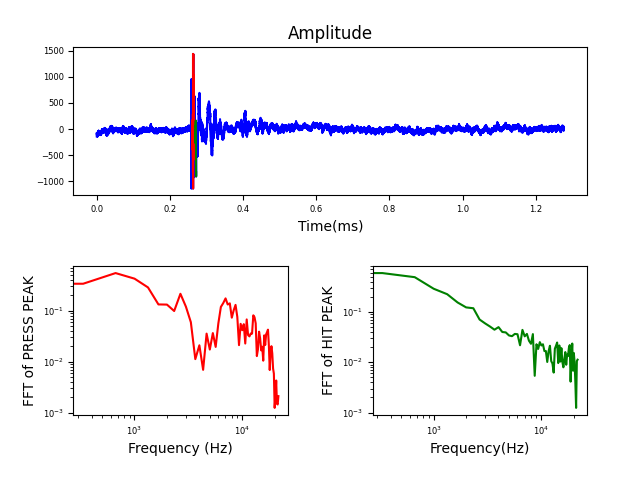 Amplitude
1500
1000
500
0
−500
−1000
0.0 0.2 0.4 0.6 0.8 1.0 1.2
Time(ms)
FFT of PRESS PEAK
10⁻¹
10⁻²
10⁻³
10³ 10⁴
Frequency (Hz)
FFT of HIT PEAK
10⁻¹
10⁻²
10⁻³
10³ 10⁴
Frequency(Hz)